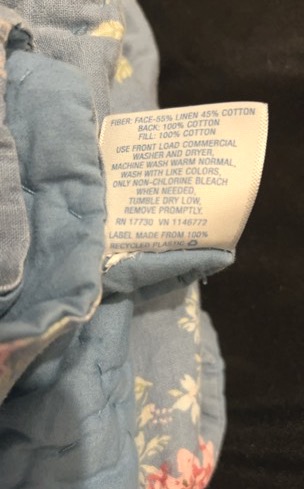 FIBER: FACE-55% LINEN 45% COTTON
BACK: 100% COTTON
FILL: 100% COTTON
USE FRONT LOAD COMMERCIAL
WASHER AND DRYER,
MACHINE WASH WARM NORMAL,
WASH WITH LIKE COLORS,
ONLY NON-CHLORINE BLEACH
WHEN NEEDED,
TUMBLE DRY LOW,
REMOVE PROMPTLY.
RN 17730 VN 1146772
LABEL MADE FROM 100%
RECYCLED PLASTIC